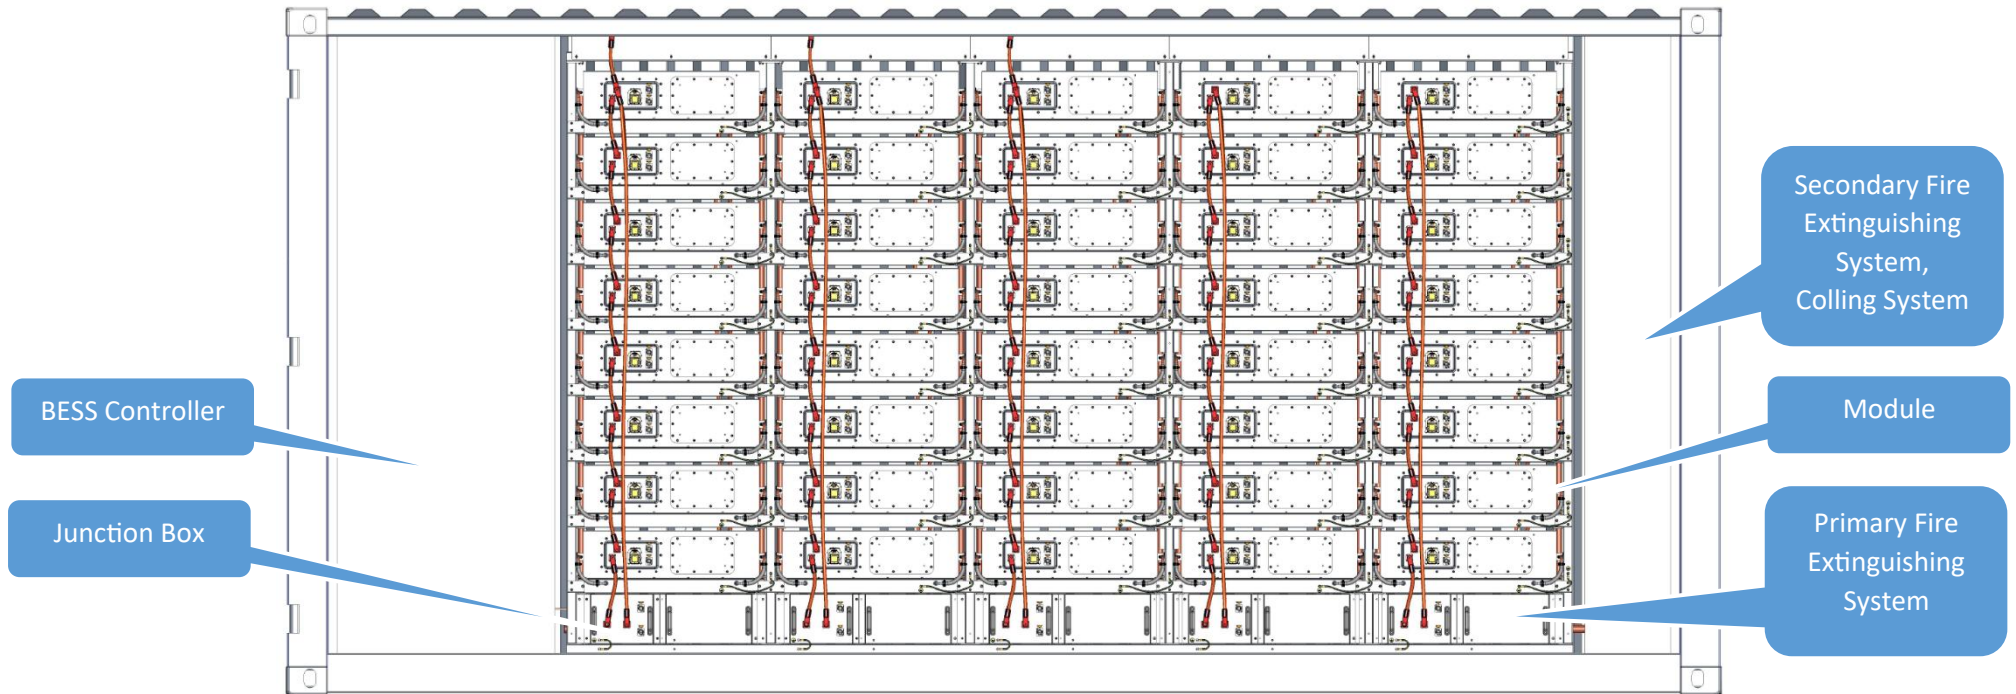 BESS Controller
Junction Box
Secondary Fire
Extinguishing
System,
Colling System
Module
Primary Fire
Extinguishing
System